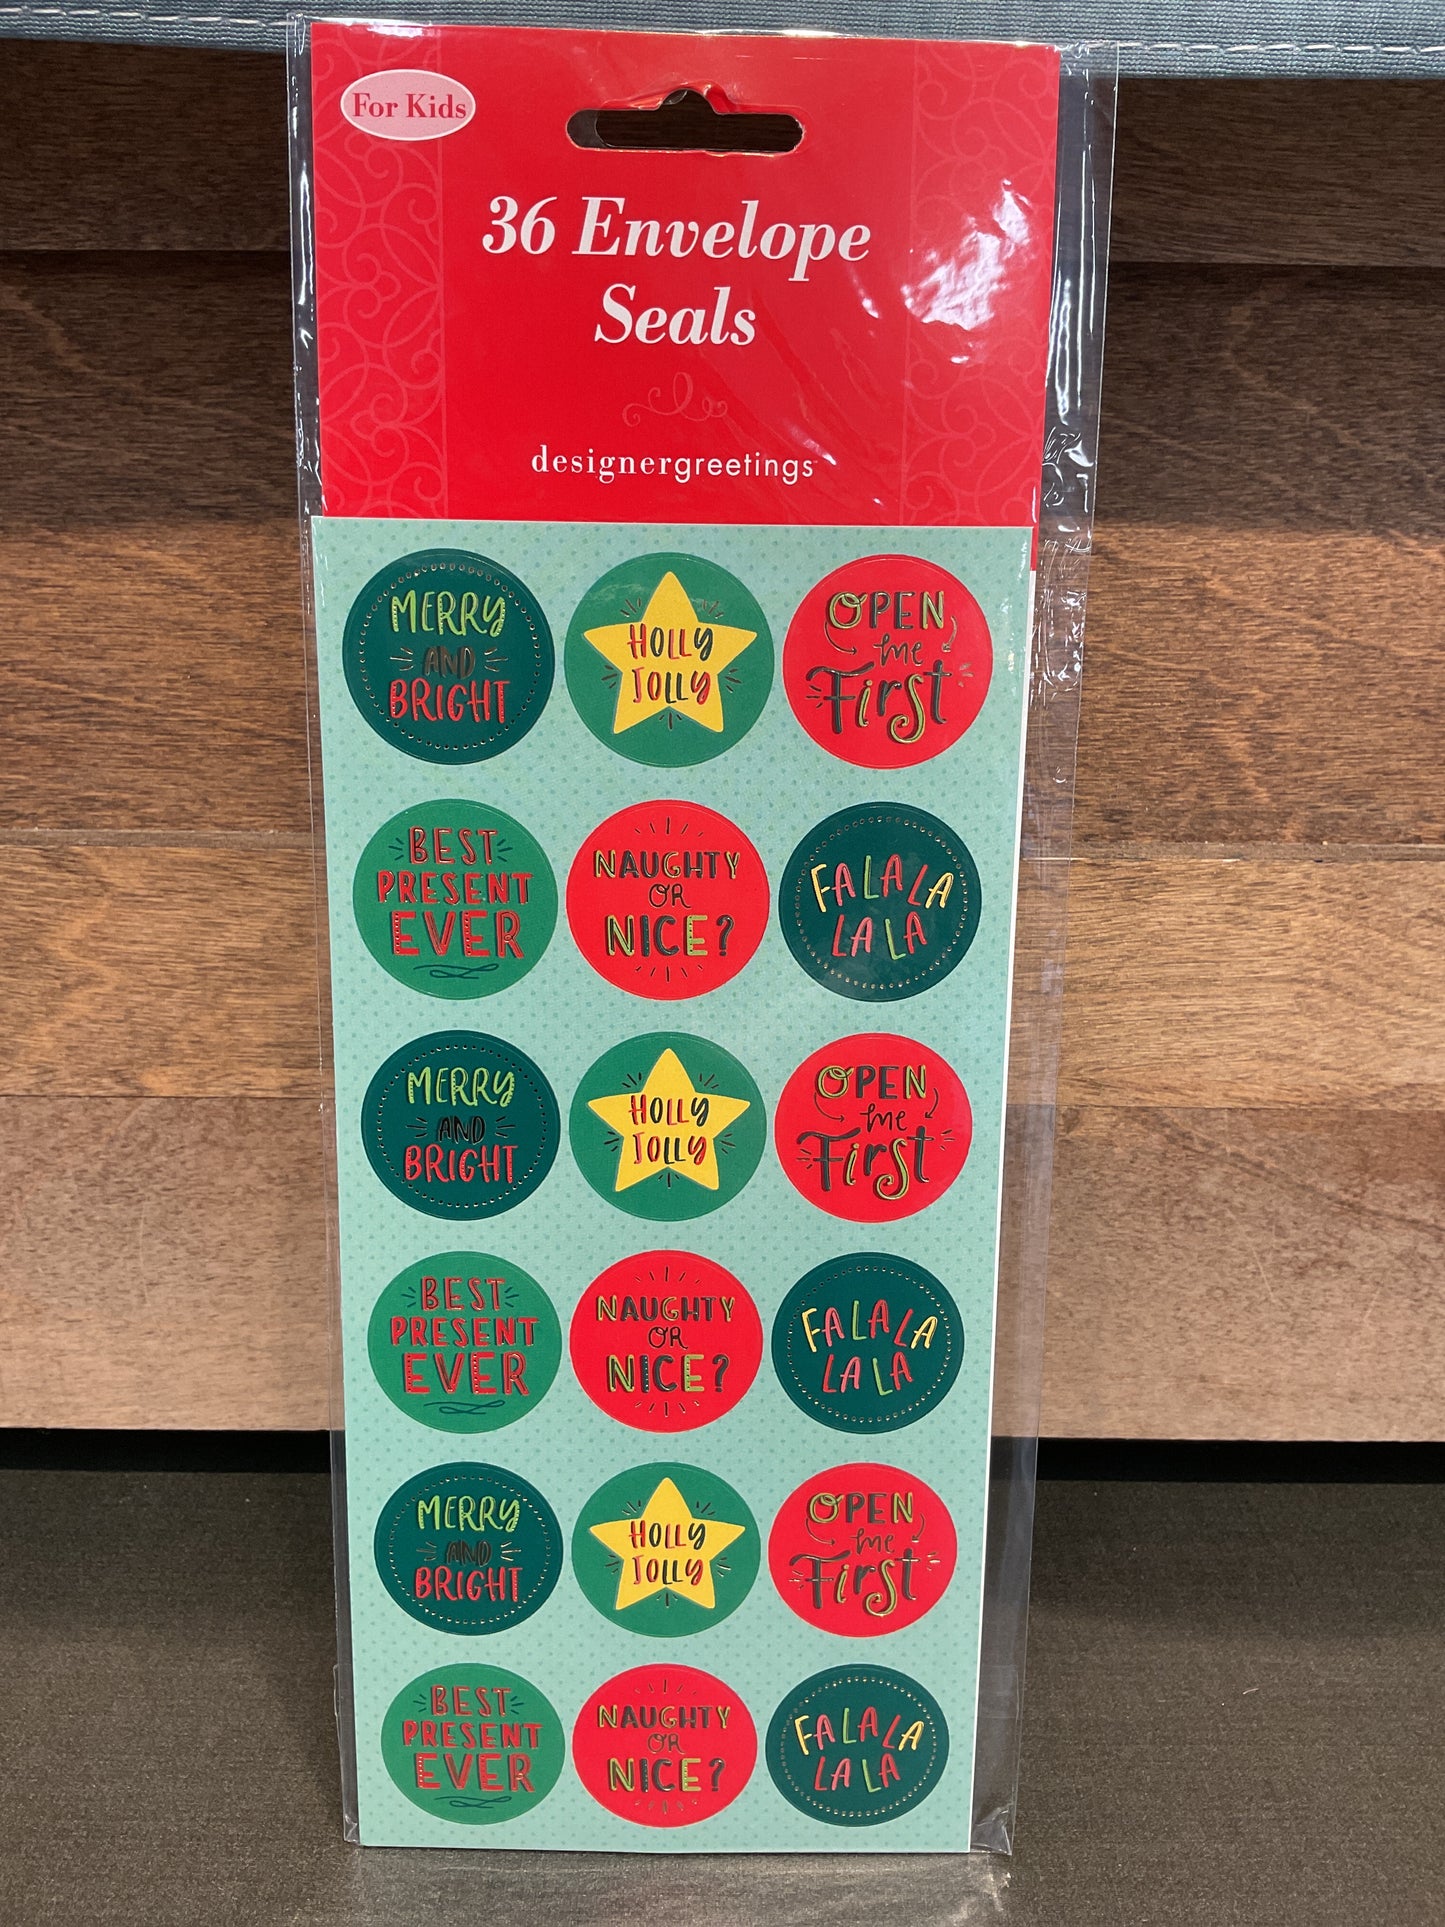 For Kids
36 Envelope
Seals
designergreetings™
MERRY
AND
BRIGHT
HOLLY
JOLLY
OPEN
me
First
BEST
PRESENT
EVER
NAUGHTY
OR
NICE?
FA LA LA
LA LA
MERRY
AND
BRIGHT
HOLLY
JOLLY
OPEN
me
First
BEST
PRESENT
EVER
NAUGHTY
OR
NICE?
FA LA LA
LA LA
MERRY
AND
BRIGHT
HOLLY
JOLLY
OPEN
me
First
BEST
PRESENT
EVER
NAUGHTY
OR
NICE?
FA LA LA
LA LA